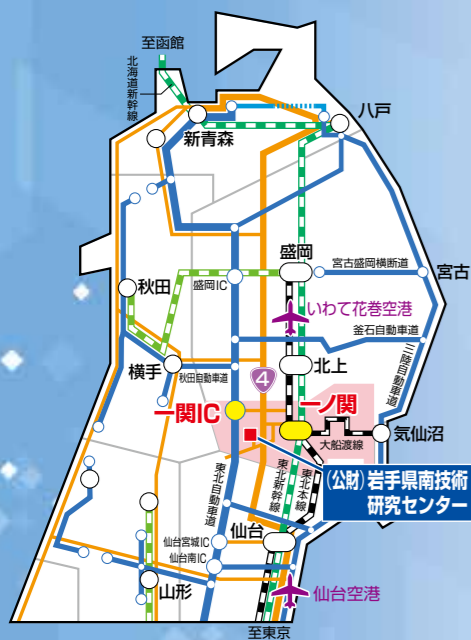 至函館
北海道新幹線
新青森
八戸
盛岡
宮古盛岡横断道
宮古
盛岡IC
秋田
いわて花巻空港
釜石自動車道
三陸自動車道
横手
秋田自動車道
4
北上
一関IC
一ノ関
大船渡線
気仙沼
(公財)岩手県南技術
研究センター
東北自動車道
東北新幹線
東北本線
仙台宮城IC
仙台
仙台南IC
山形
仙台空港
至東京